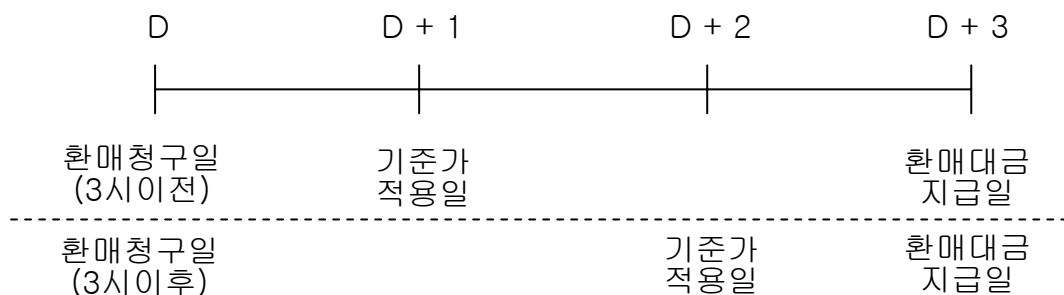 D D + 1 D + 2 D + 3
환매청구일 기준가 환매대금
(3시이전) 적용일 지급일
환매청구일 기준가 환매대금
(3시이후) 적용일 지급일